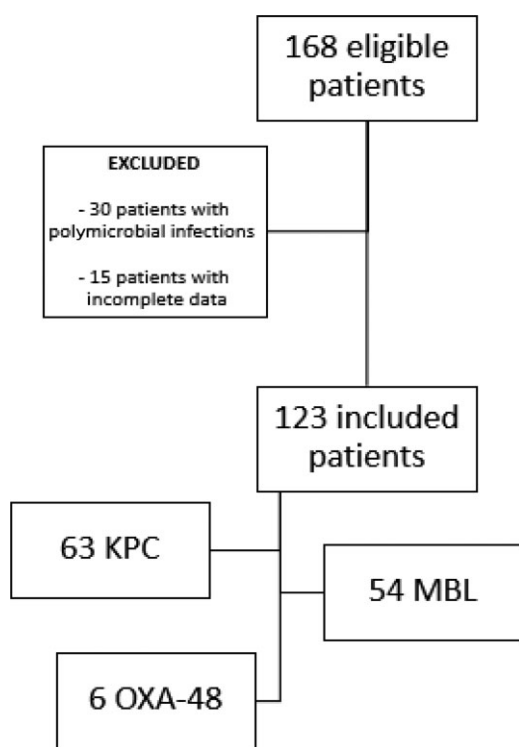 168 eligible
patients
EXCLUDED
- 30 patients with
polymicrobial infections
- 15 patients with
incomplete data
123 included
patients
63 KPC
54 MBL
6 OXA-48